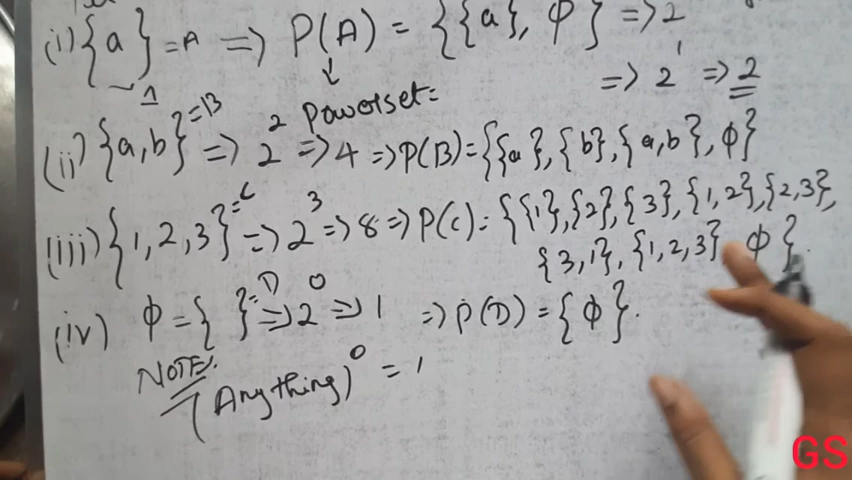 (i) {a} = A => P(A) = {{a}, ϕ} => 2
~ 1
=> 2¹ => 2
Powerset:
(ii) {a,b} = B => 2² => 4 => P(B) = {{a}, {b}, {a,b}, ϕ}
(iii) {1,2,3} = C => 2³ => 8 => P(C) = {{1}, {2}, {3}, {1,2}, {2,3},
{3,1}, {1,2,3} ϕ}.
(iv) ϕ = { } = D => 2⁰ => 1 => P(D) = {ϕ}.
NOTE:
(Anything)⁰ = 1
GS